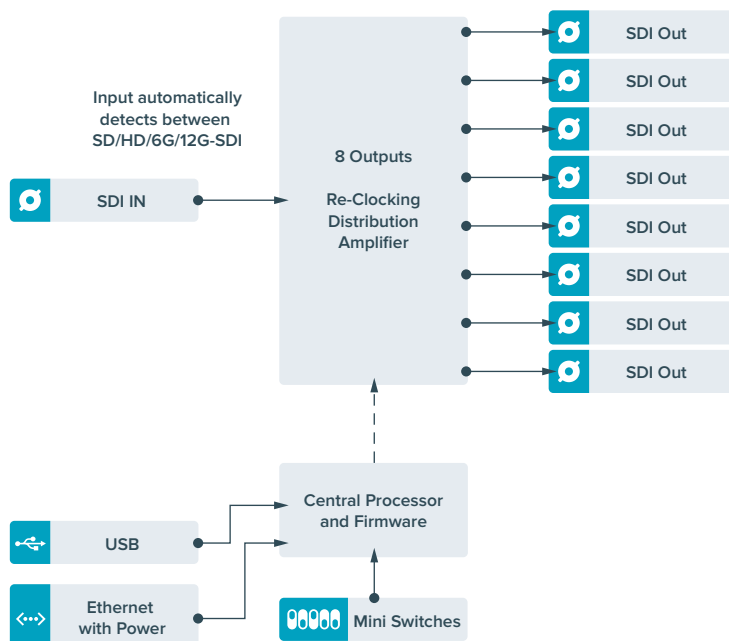 SDI Out
SDI Out
Input automatically
detects between
SD/HD/6G/12G-SDI
SDI Out
8 Outputs
SDI Out
SDI IN
Re-Clocking
Distribution
Amplifier
SDI Out
SDI Out
SDI Out
SDI Out
Central Processor
and Firmware
USB
Ethernet
with Power
Mini Switches